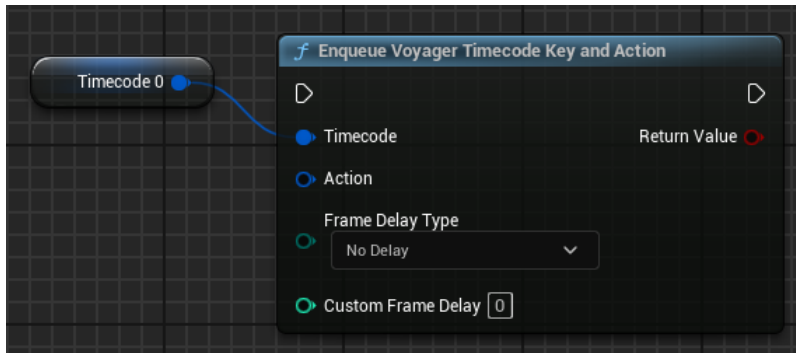 Timecode 0
f Enqueue Voyager Timecode Key and Action
Timecode
Return Value
Action
Frame Delay Type
No Delay
Custom Frame Delay 0